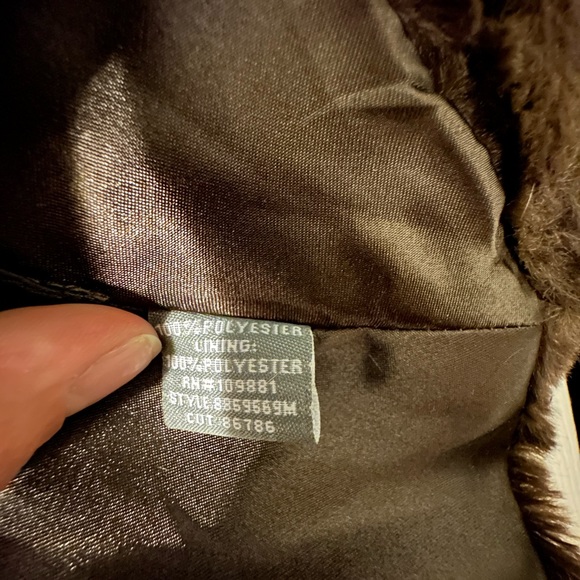 100% POLYESTER
LINING:
100% POLYESTER
RN# 109881
STYLE 8859569M
CUT: 86786